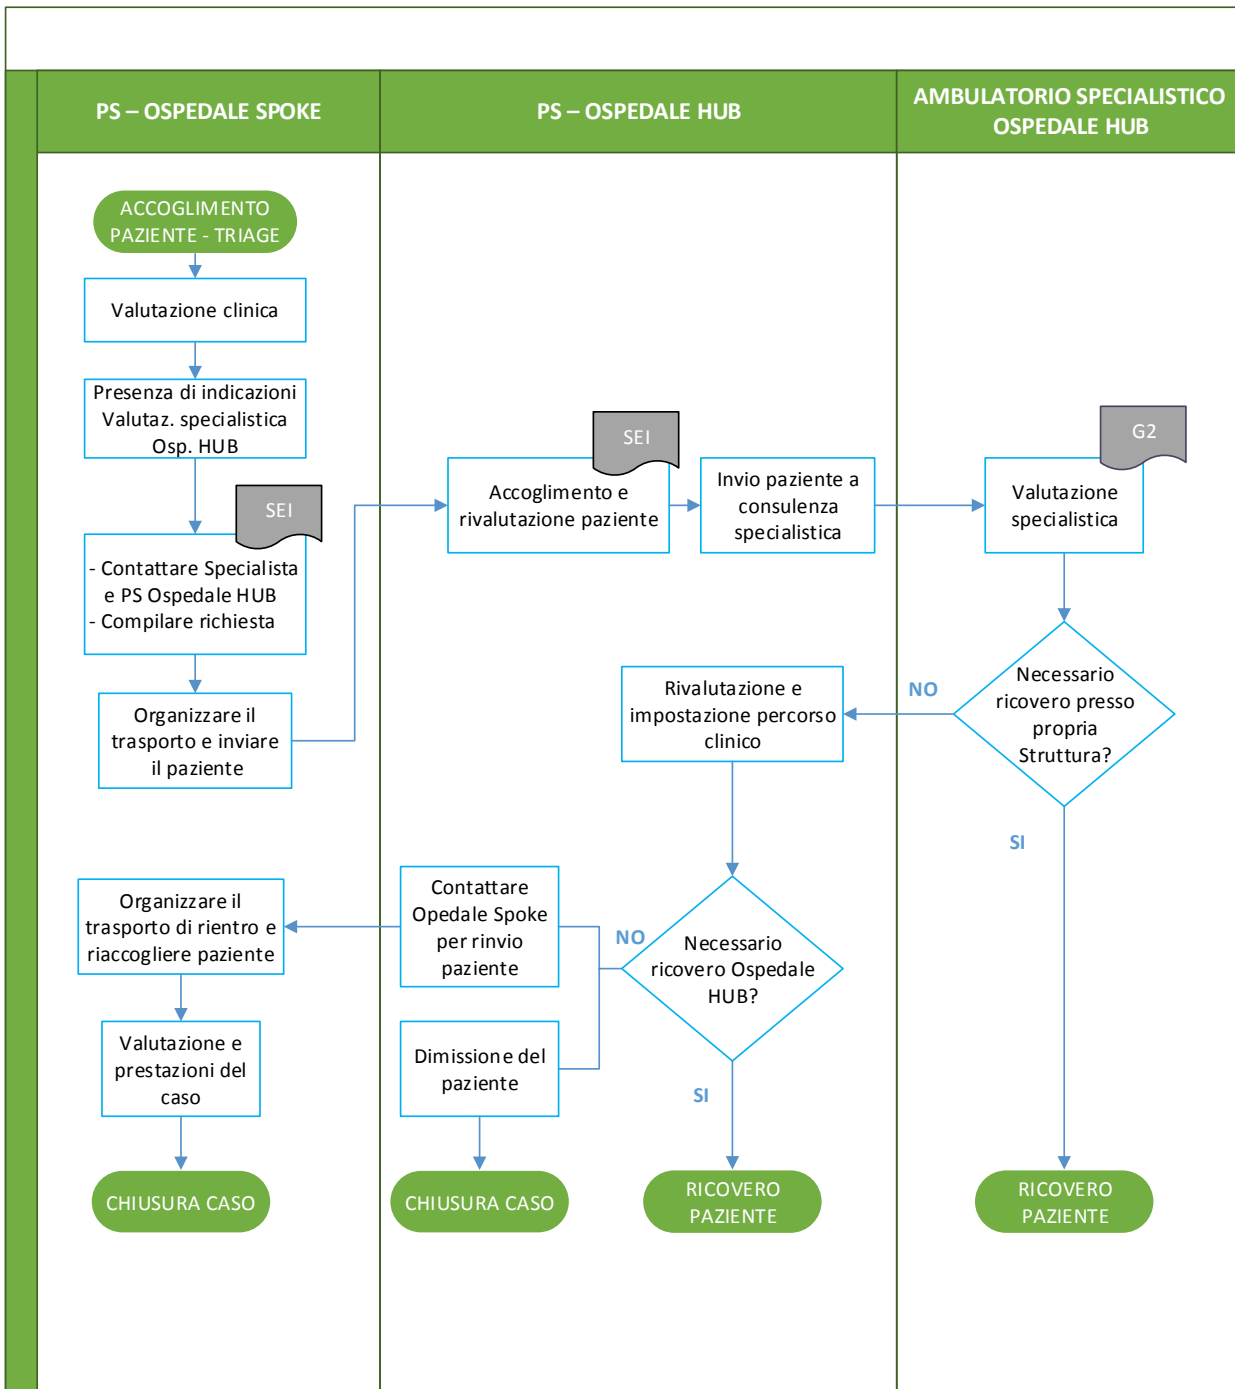 PS – OSPEDALE SPOKE
PS – OSPEDALE HUB
AMBULATORIO SPECIALISTICO
OSPEDALE HUB
ACCOGLIMENTO
PAZIENTE - TRIAGE
Valutazione clinica
Presenza di indicazioni
Valutaz. specialistica
Osp. HUB
SEI
- Contattare Specialista
e PS Ospedale HUB
- Compilare richiesta
Organizzare il
trasporto e inviare
il paziente
SEI
Accoglimento e
rivalutazione paziente
Invio paziente a
consulenza
specialistica
G2
Valutazione
specialistica
Necessario
ricovero presso
propria
Struttura?
NO
SI
Rivalutazione e
impostazione percorso
clinico
Necessario
ricovero Ospedale
HUB?
NO
SI
Contattare
Opedale Spoke
per rinvio
paziente
Dimissione del
paziente
Organizzare il
trasporto di rientro e
riaccogliere paziente
Valutazione e
prestazioni del
caso
CHIUSURA CASO
CHIUSURA CASO
RICOVERO
PAZIENTE
RICOVERO
PAZIENTE